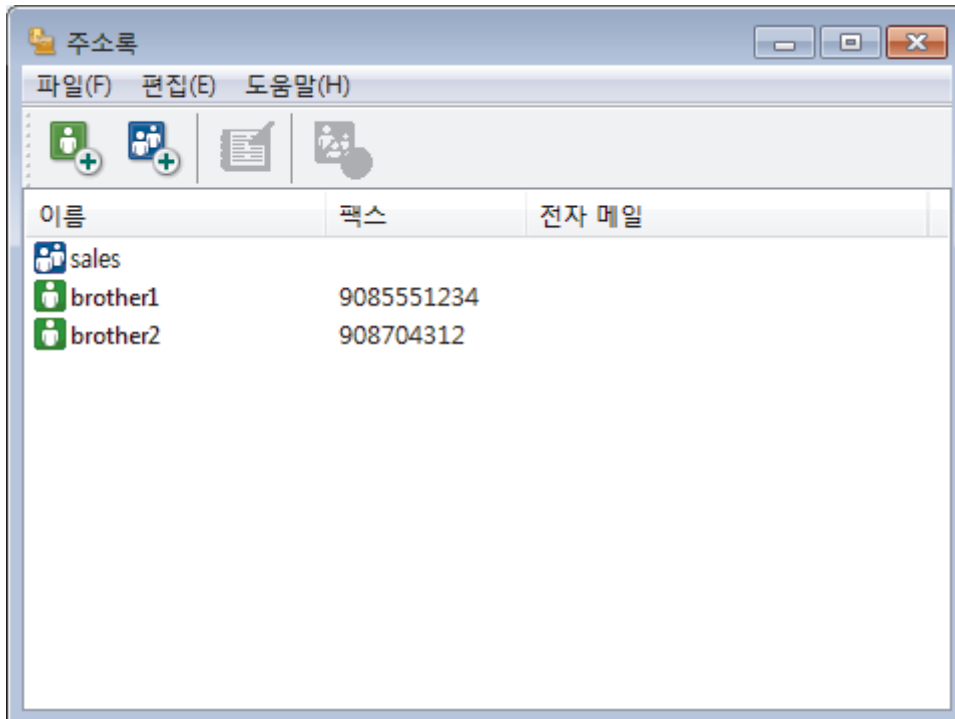 주소록
파일(F) 편집(E) 도움말(H)
이름 팩스 전자 메일
sales
brother1 9085551234
brother2 908704312